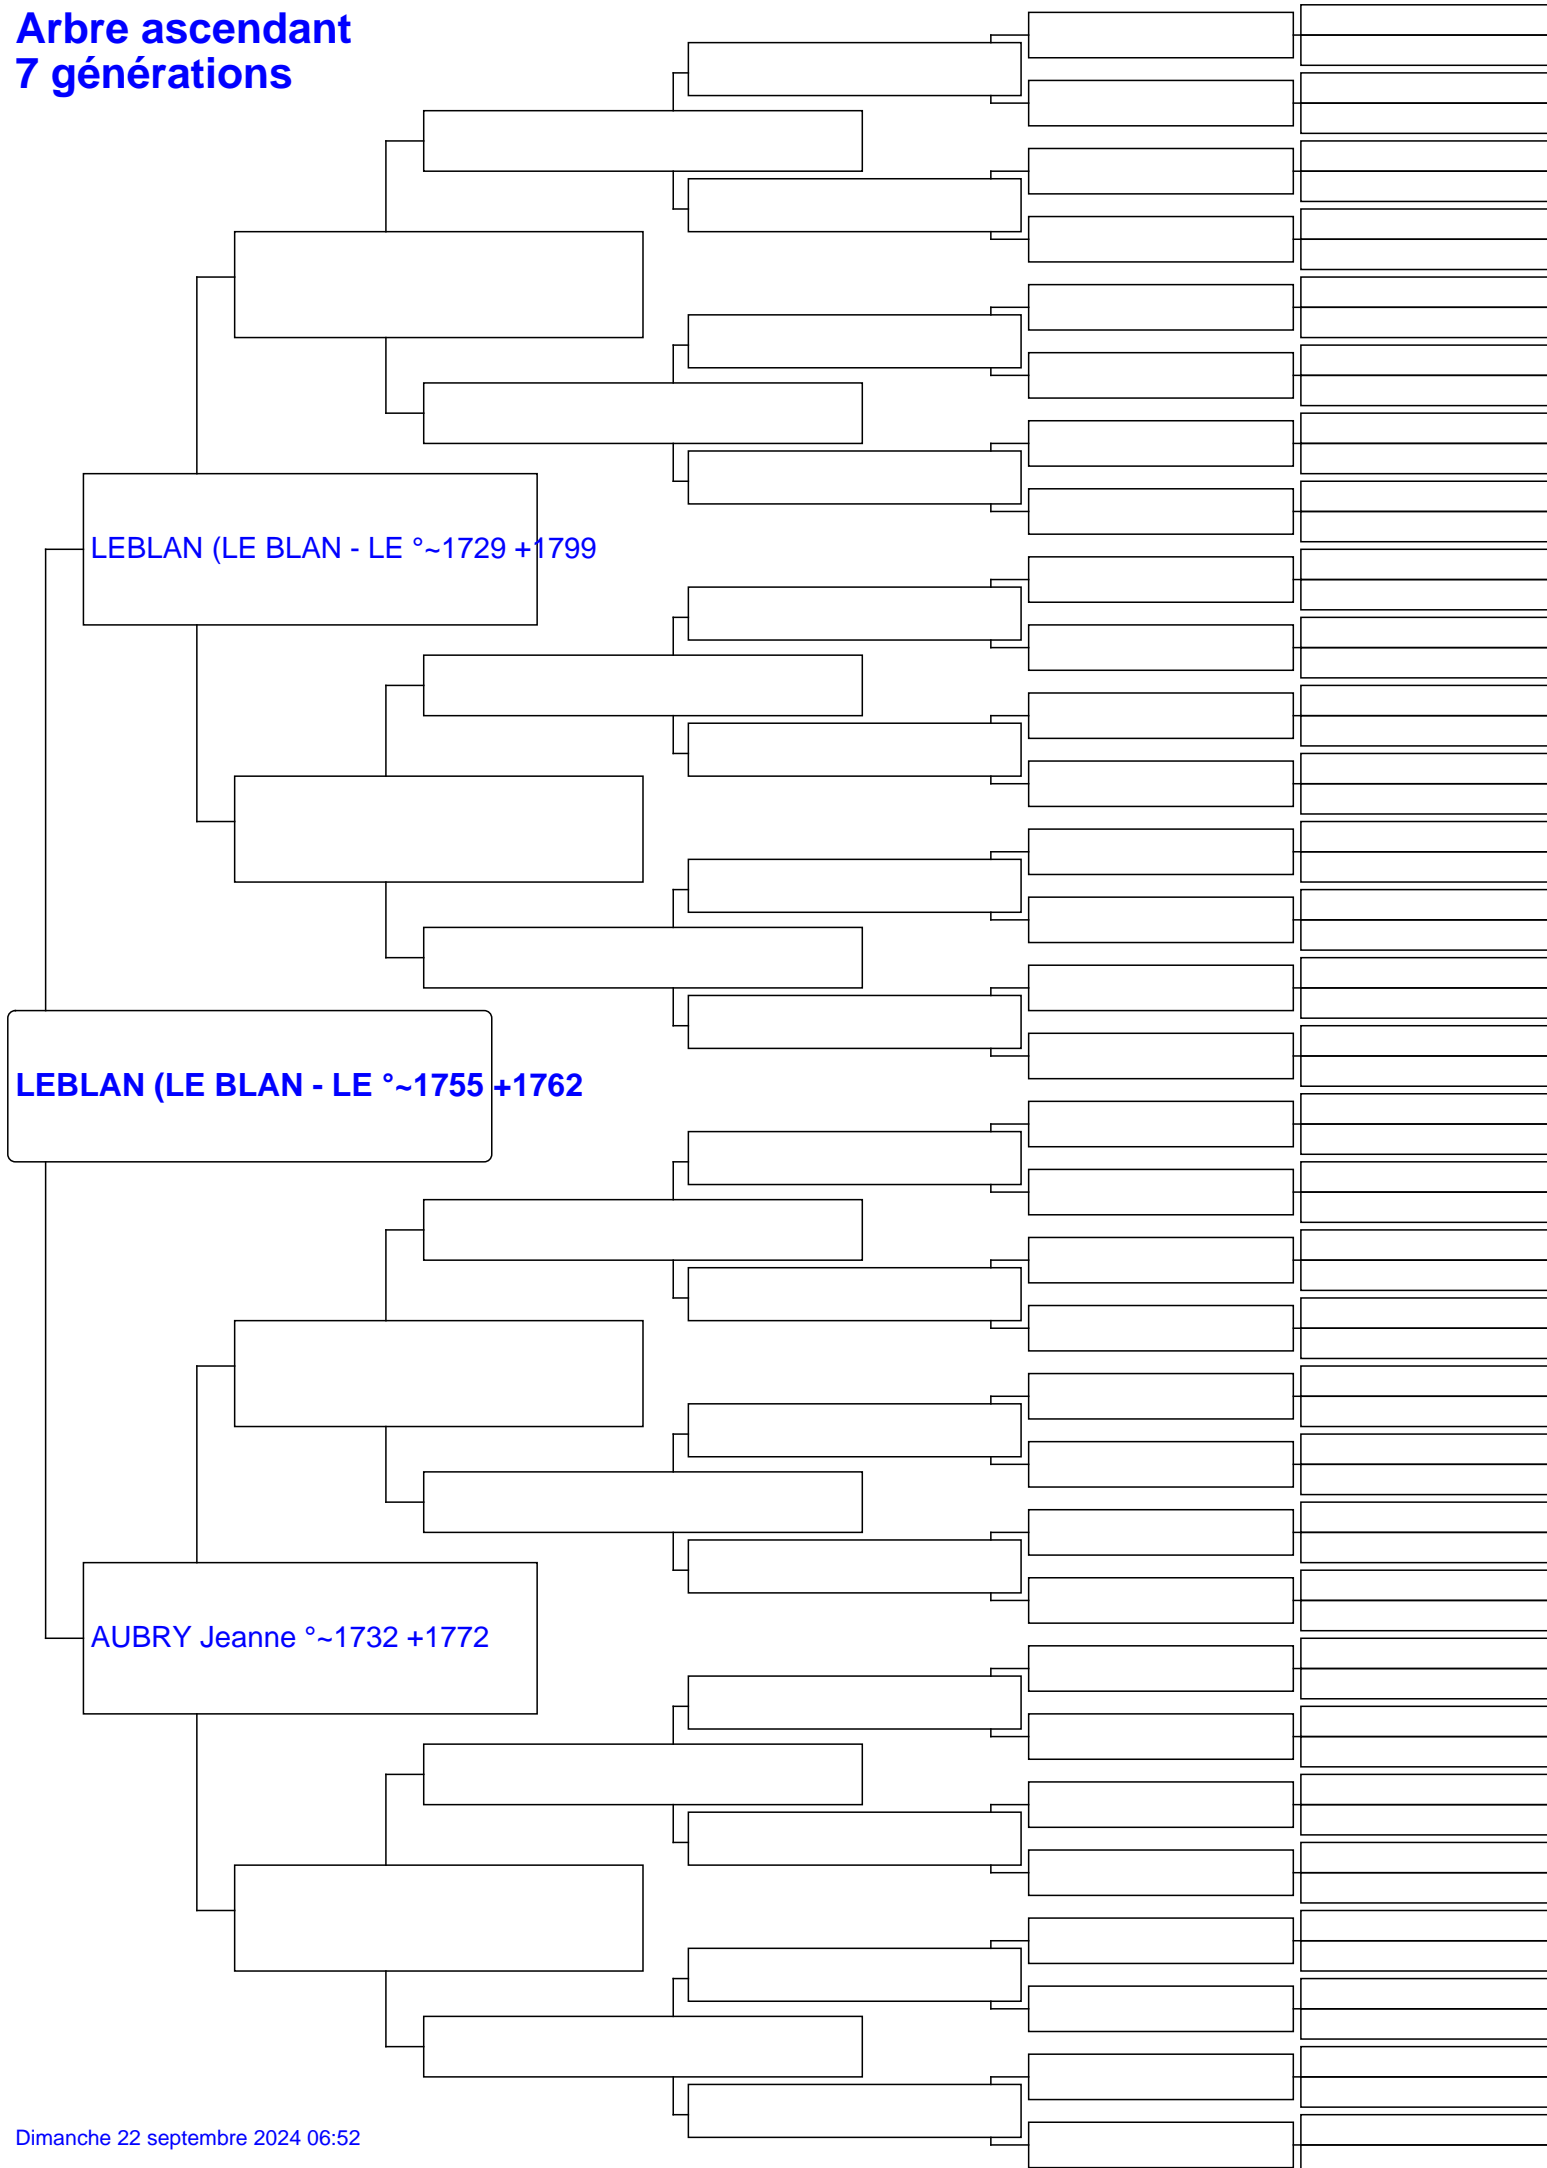 Arbre ascendant
7 générations
LEBLAN (LE BLAN - LE °~1729 +1799
LEBLAN (LE BLAN - LE °~1755 +1762
AUBRY Jeanne °~1732 +1772
Dimanche 22 septembre 2024 06:52